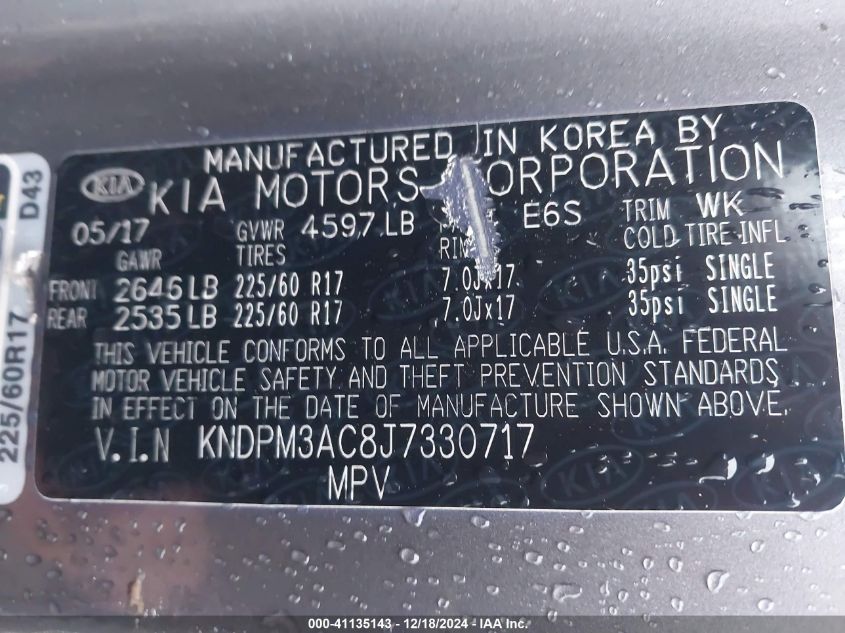 MANUFACTURED IN KOREA BY
KIA KIA MOTORS CORPORATION
05/17 GVWR 4597 LB E6S TRIM WK
GAWR TIRES COLD TIRE INFL
FRONT 2646 LB 225/60 R17 7.0Jx17 35psi SINGLE
REAR 2535 LB 225/60 R17 7.0Jx17 35psi SINGLE
THIS VEHICLE CONFORMS TO ALL APPLICABLE U.S.A. FEDERAL
MOTOR VEHICLE SAFETY AND THEFT PREVENTION STANDARDS
IN EFFECT ON THE DATE OF MANUFACTURE SHOWN ABOVE.
V.I.N KNDPM3AC8J7330717
MPV
225/60R17 D43
000-41135143 - 12/18/2024 - IAA Inc.